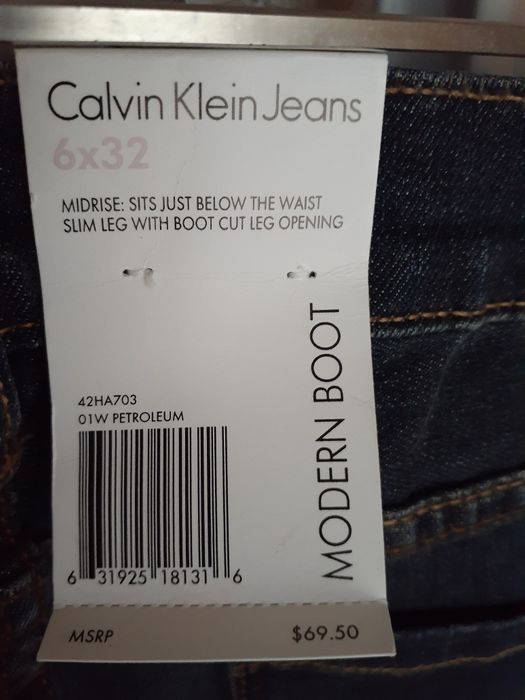 Calvin Klein Jeans
6x32
MIDRISE: SITS JUST BELOW THE WAIST
SLIM LEG WITH BOOT CUT LEG OPENING
MODERN BOOT
42HA703
01W PETROLEUM
6 31925 18131 6
MSRP $69.50